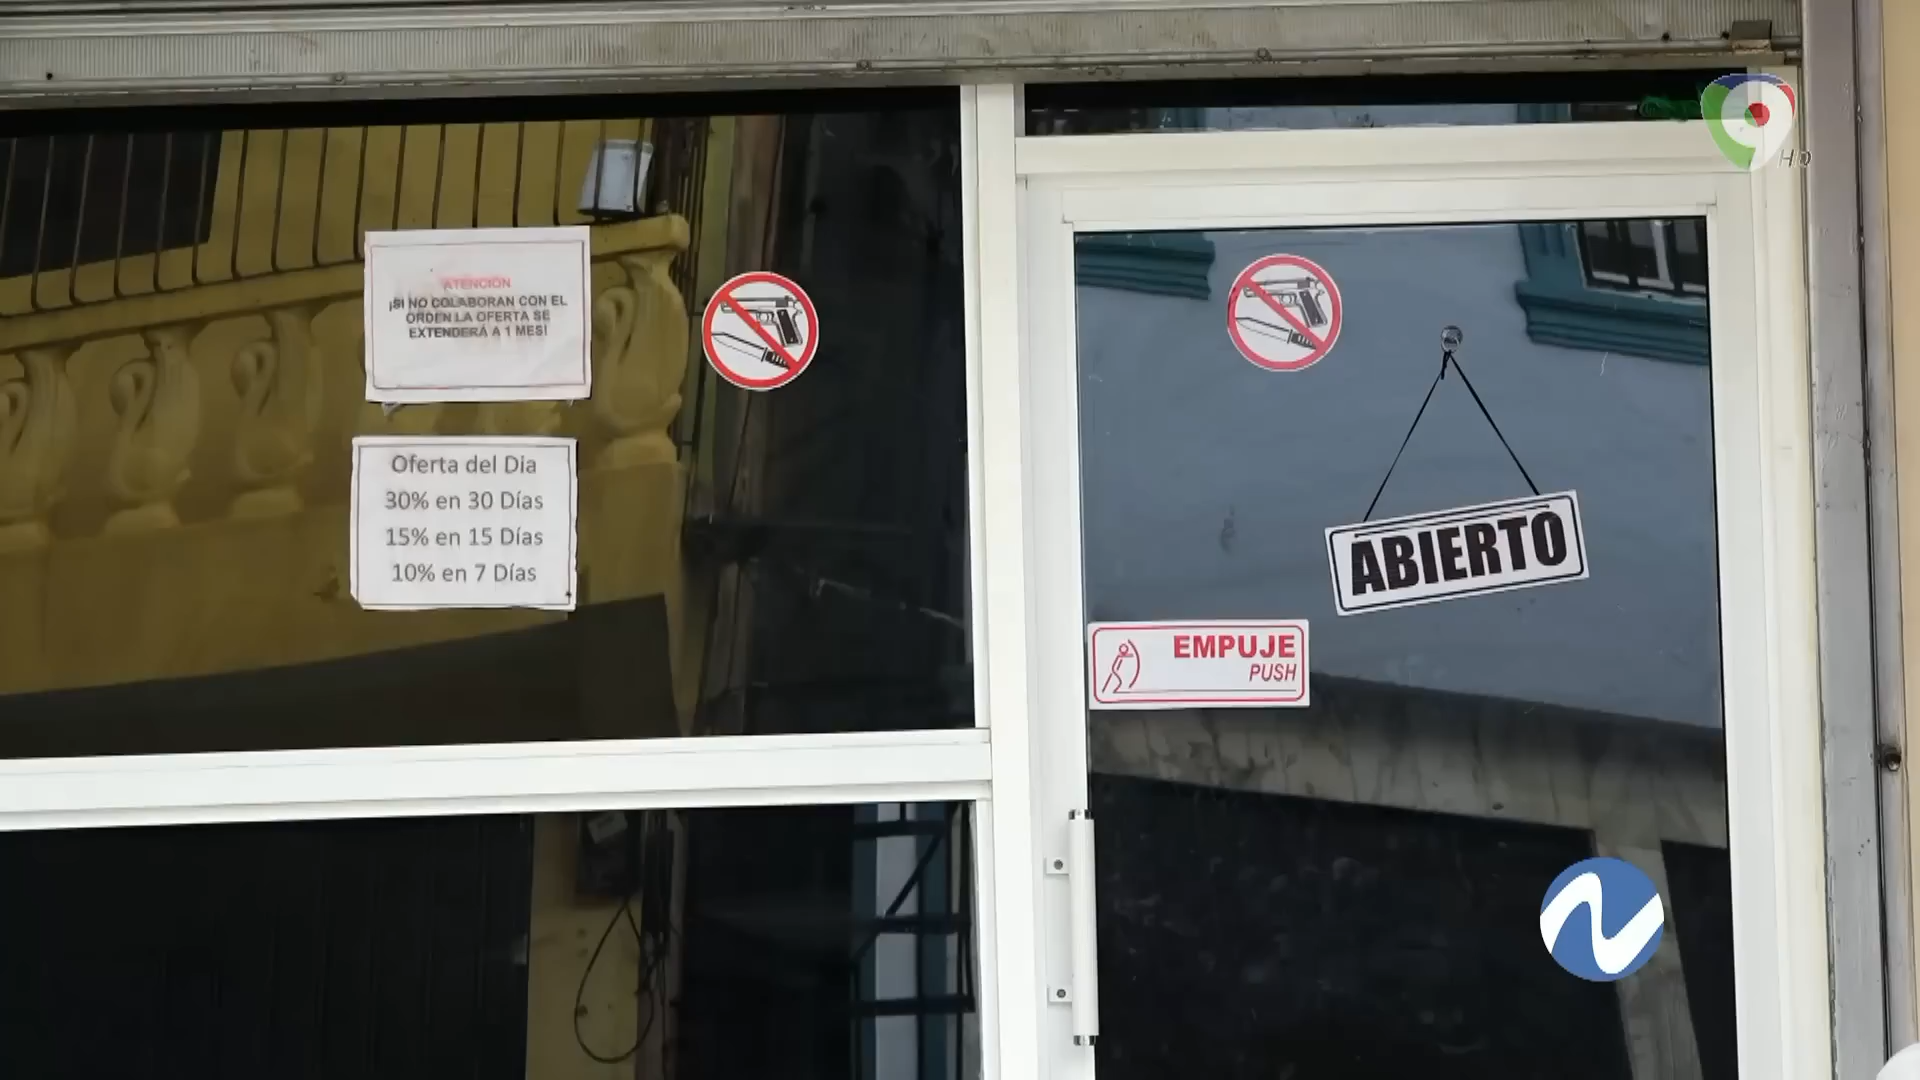 ATENCIÓN
¡SI NO COLABORAN CON EL
ORDEN LA OFERTA SE
EXTENDERÁ A 1 MES!
Oferta del Dia
30% en 30 Días
15% en 15 Días
10% en 7 Días
ABIERTO
EMPUJE
PUSH
HD